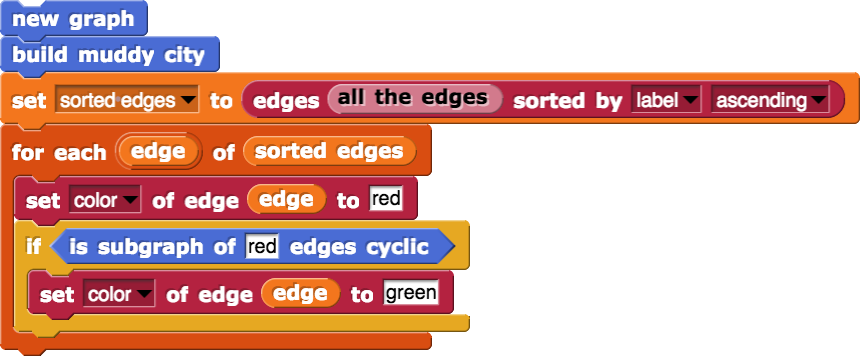 new graph
build muddy city
set sorted edges to edges all the edges sorted by label ascending
for each edge of sorted edges
set color of edge edge to red
if is subgraph of red edges cyclic
set color of edge edge to green